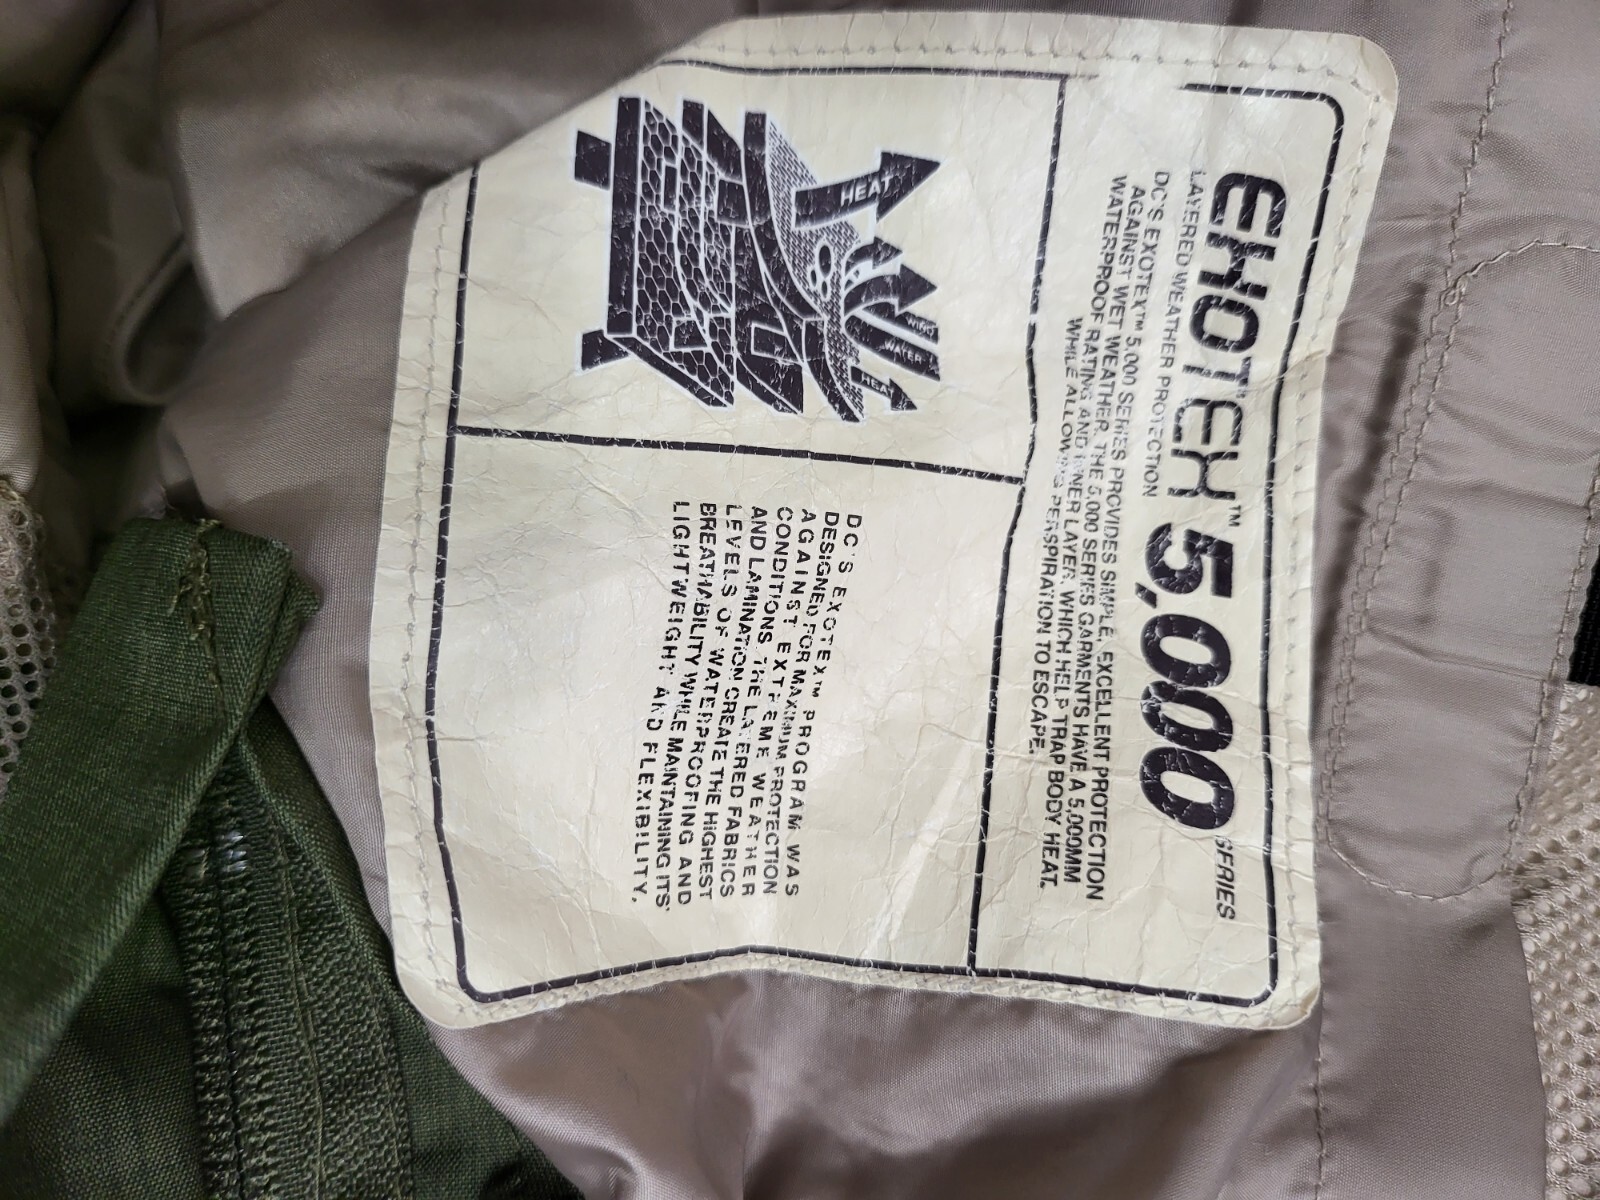 EXOTEX™ 5,000 SERIES
LAYERED WEATHER PROTECTION
DC'S EXOTEX™ 5,000 SERIES PROVIDES SIMPLE, EXCELLENT PROTECTION
AGAINST WET WEATHER. THE 5,000 SERIES GARMENTS HAVE A 5,000MM
WATERPROOF RATING AND INNER LAYER, WHICH HELP TRAP BODY HEAT,
WHILE ALLOWING PERSPIRATION TO ESCAPE.
HEAT
WIND
WATER
HEAT
DC'S EXOTEX™ PROGRAM WAS
DESIGNED FOR MAXIMUM PROTECTION
AGAINST EXTREME WEATHER
CONDITIONS. THE LAYERED FABRICS
AND LAMINATION CREATE THE HIGHEST
LEVELS OF WATERPROOFING AND
BREATHABILITY WHILE MAINTAINING ITS'
LIGHTWEIGHT AND FLEXIBILITY.